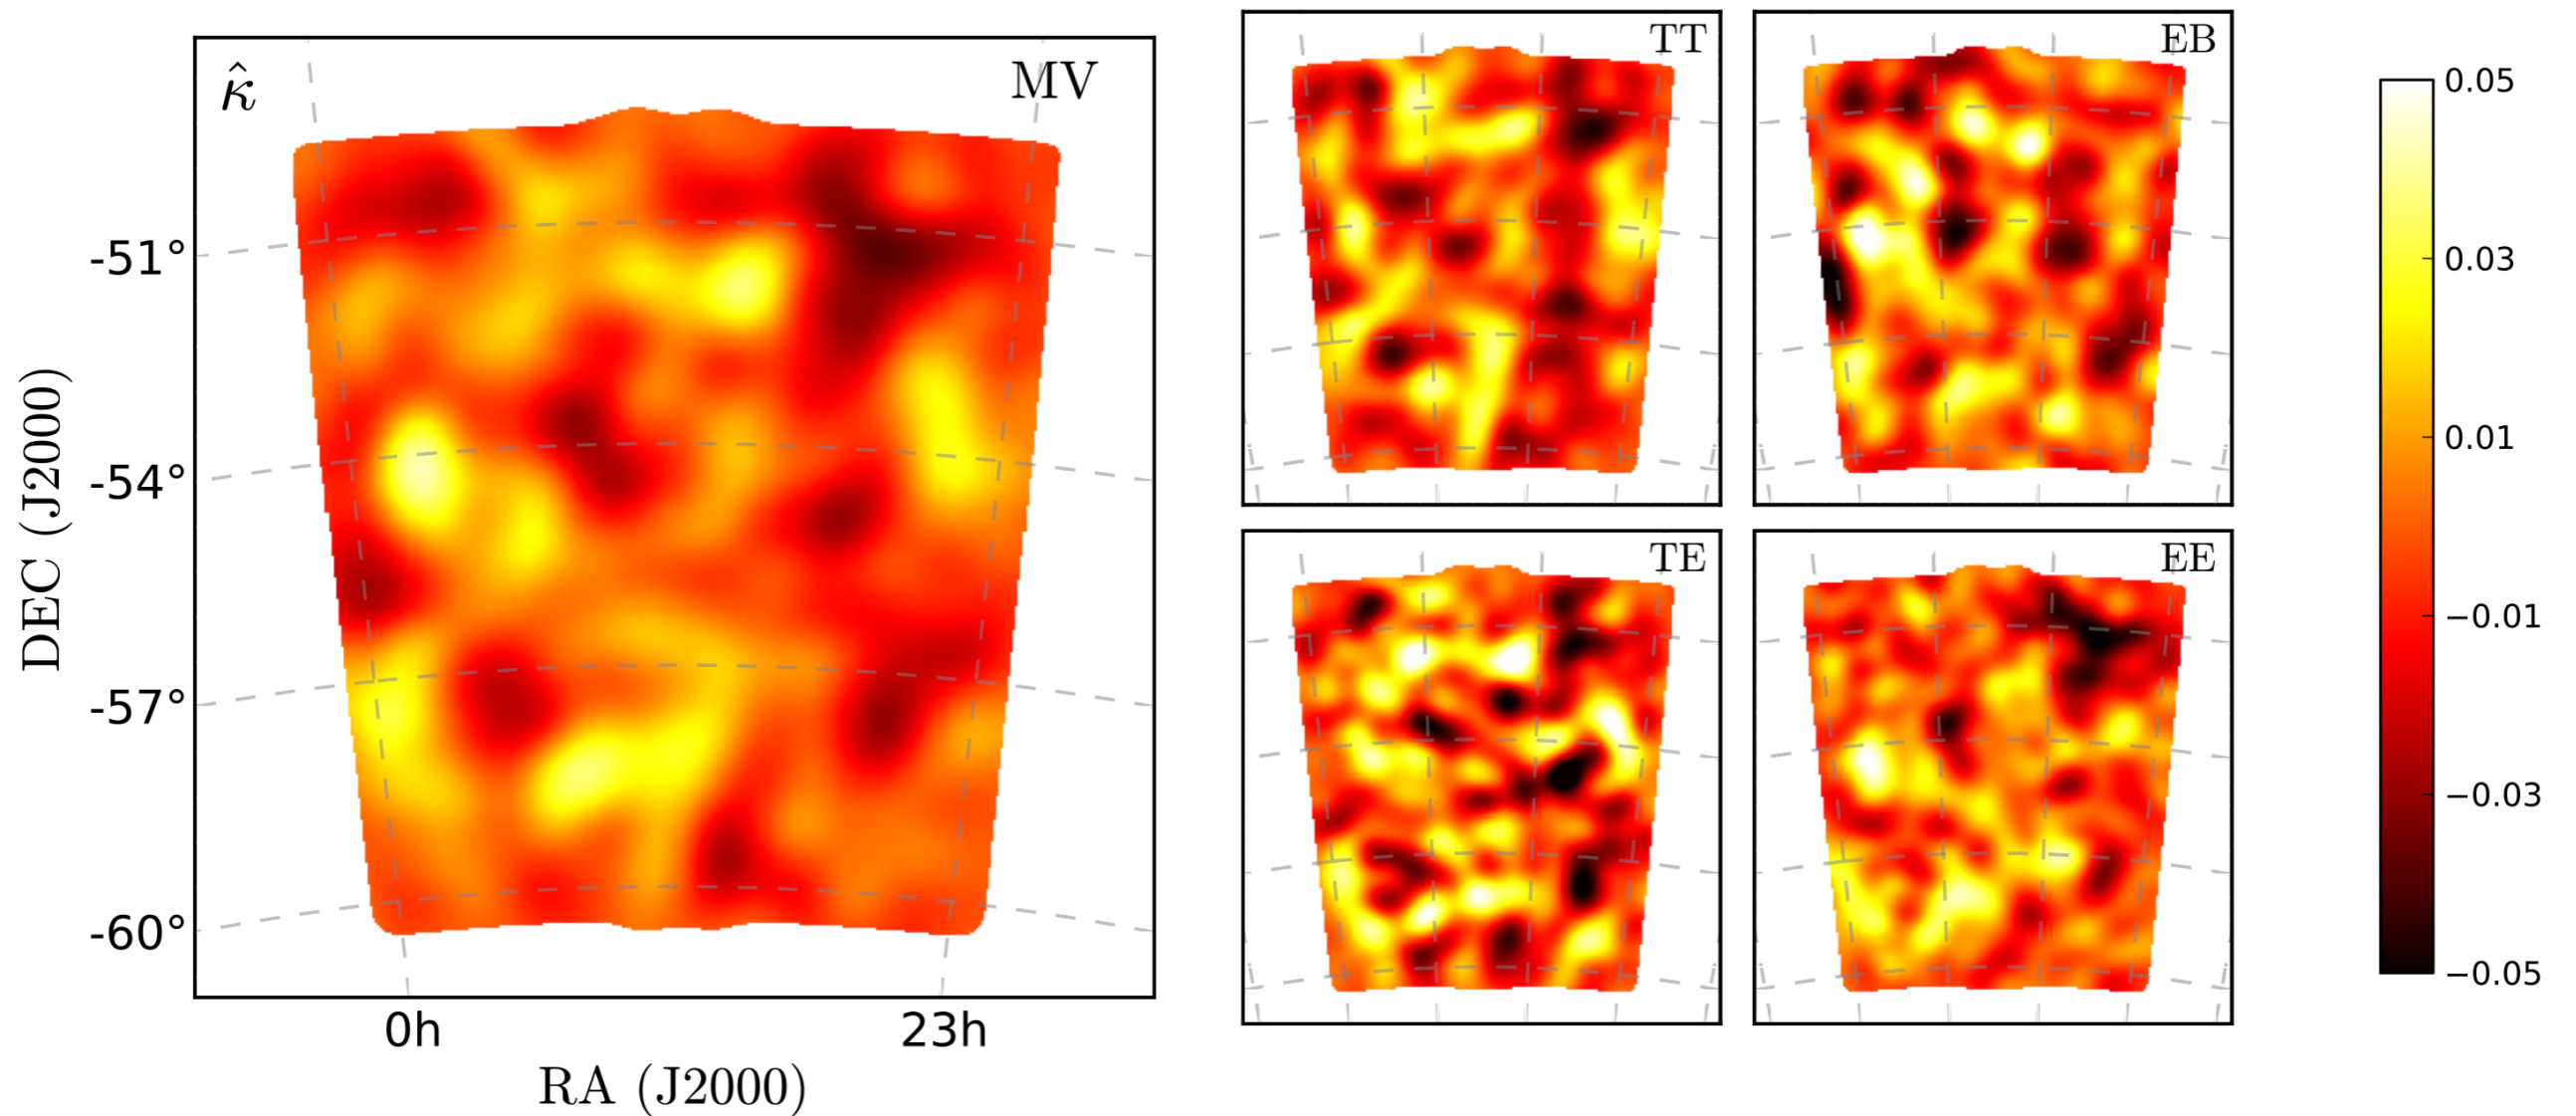 κ̂
MV
-51°
-54°
-57°
-60°
DEC (J2000)
0h
23h
RA (J2000)
TT
EB
TE
EE
0.05
0.03
0.01
−0.01
−0.03
−0.05